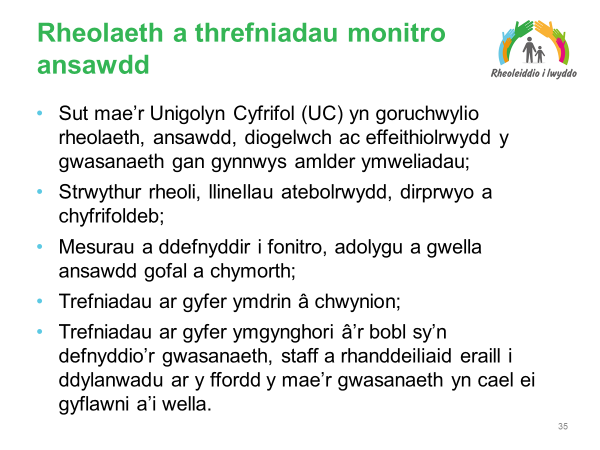 Rheolaeth a threfniadau monitro
ansawdd
Rheoleiddio i lwyddo
• Sut mae’r Unigolyn Cyfrifol (UC) yn goruchwylio
rheolaeth, ansawdd, diogelwch ac effeithiolrwydd y
gwasanaeth gan gynnwys amlder ymweliadau;
• Strwythur rheoli, llinellau atebolrwydd, dirprwyo a
chyfrifoldeb;
• Mesurau a ddefnyddir i fonitro, adolygu a gwella
ansawdd gofal a chymorth;
• Trefniadau ar gyfer ymdrin â chwynion;
• Trefniadau ar gyfer ymgynghori â’r bobl sy’n
defnyddio’r gwasanaeth, staff a rhanddeiliaid eraill i
ddylanwadu ar y ffordd y mae’r gwasanaeth yn cael ei
gyflawni a’i wella.
35